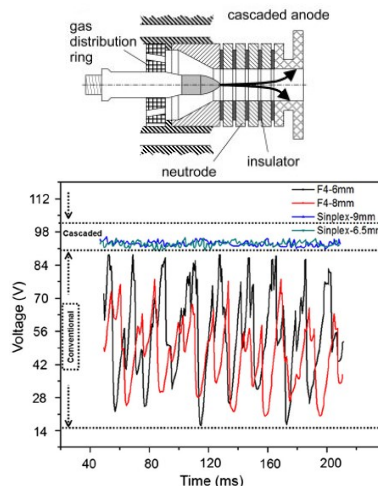 cascaded anode
gas
distribution
ring
insulator
neutrode
F4-6mm
F4-8mm
Sinplex-9mm
Sinplex-6.5mm
Cascaded
Conventional
Voltage (V)
112
98
84
70
56
42
28
14
40
80
120
160
200
Time (ms)